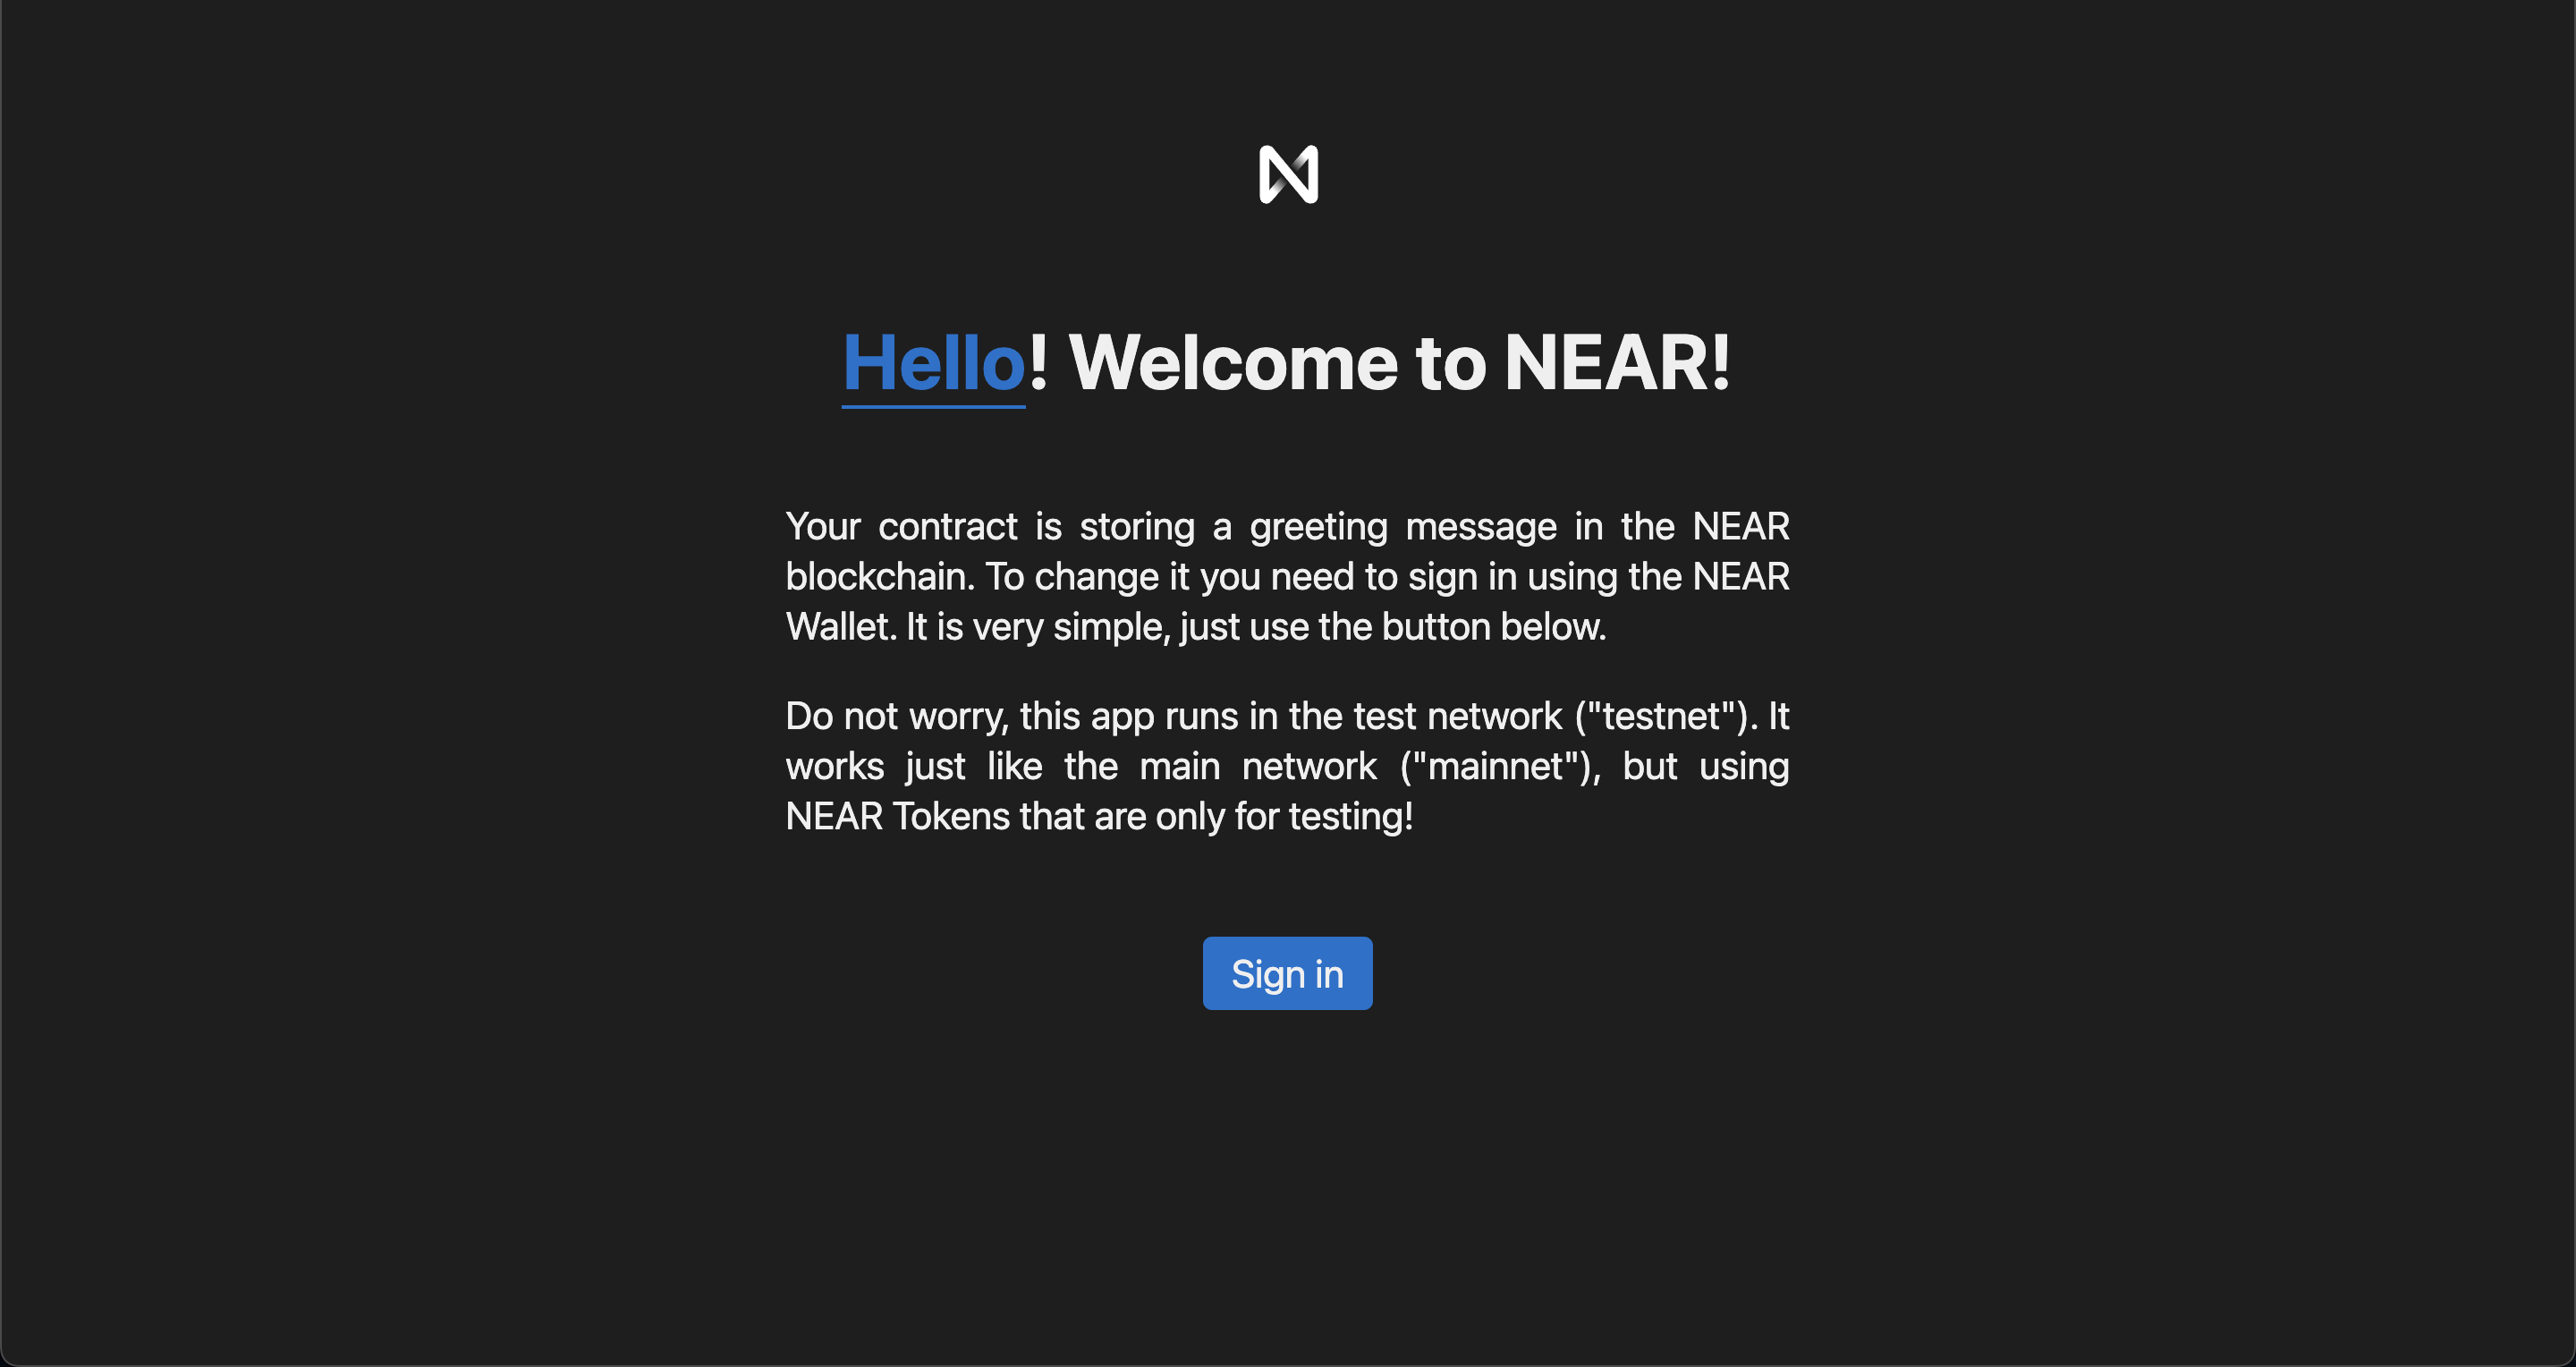 Hello! Welcome to NEAR!
Your contract is storing a greeting message in the NEAR
blockchain. To change it you need to sign in using the NEAR
Wallet. It is very simple, just use the button below.
Do not worry, this app runs in the test network ("testnet"). It
works just like the main network ("mainnet"), but using
NEAR Tokens that are only for testing!
Sign in